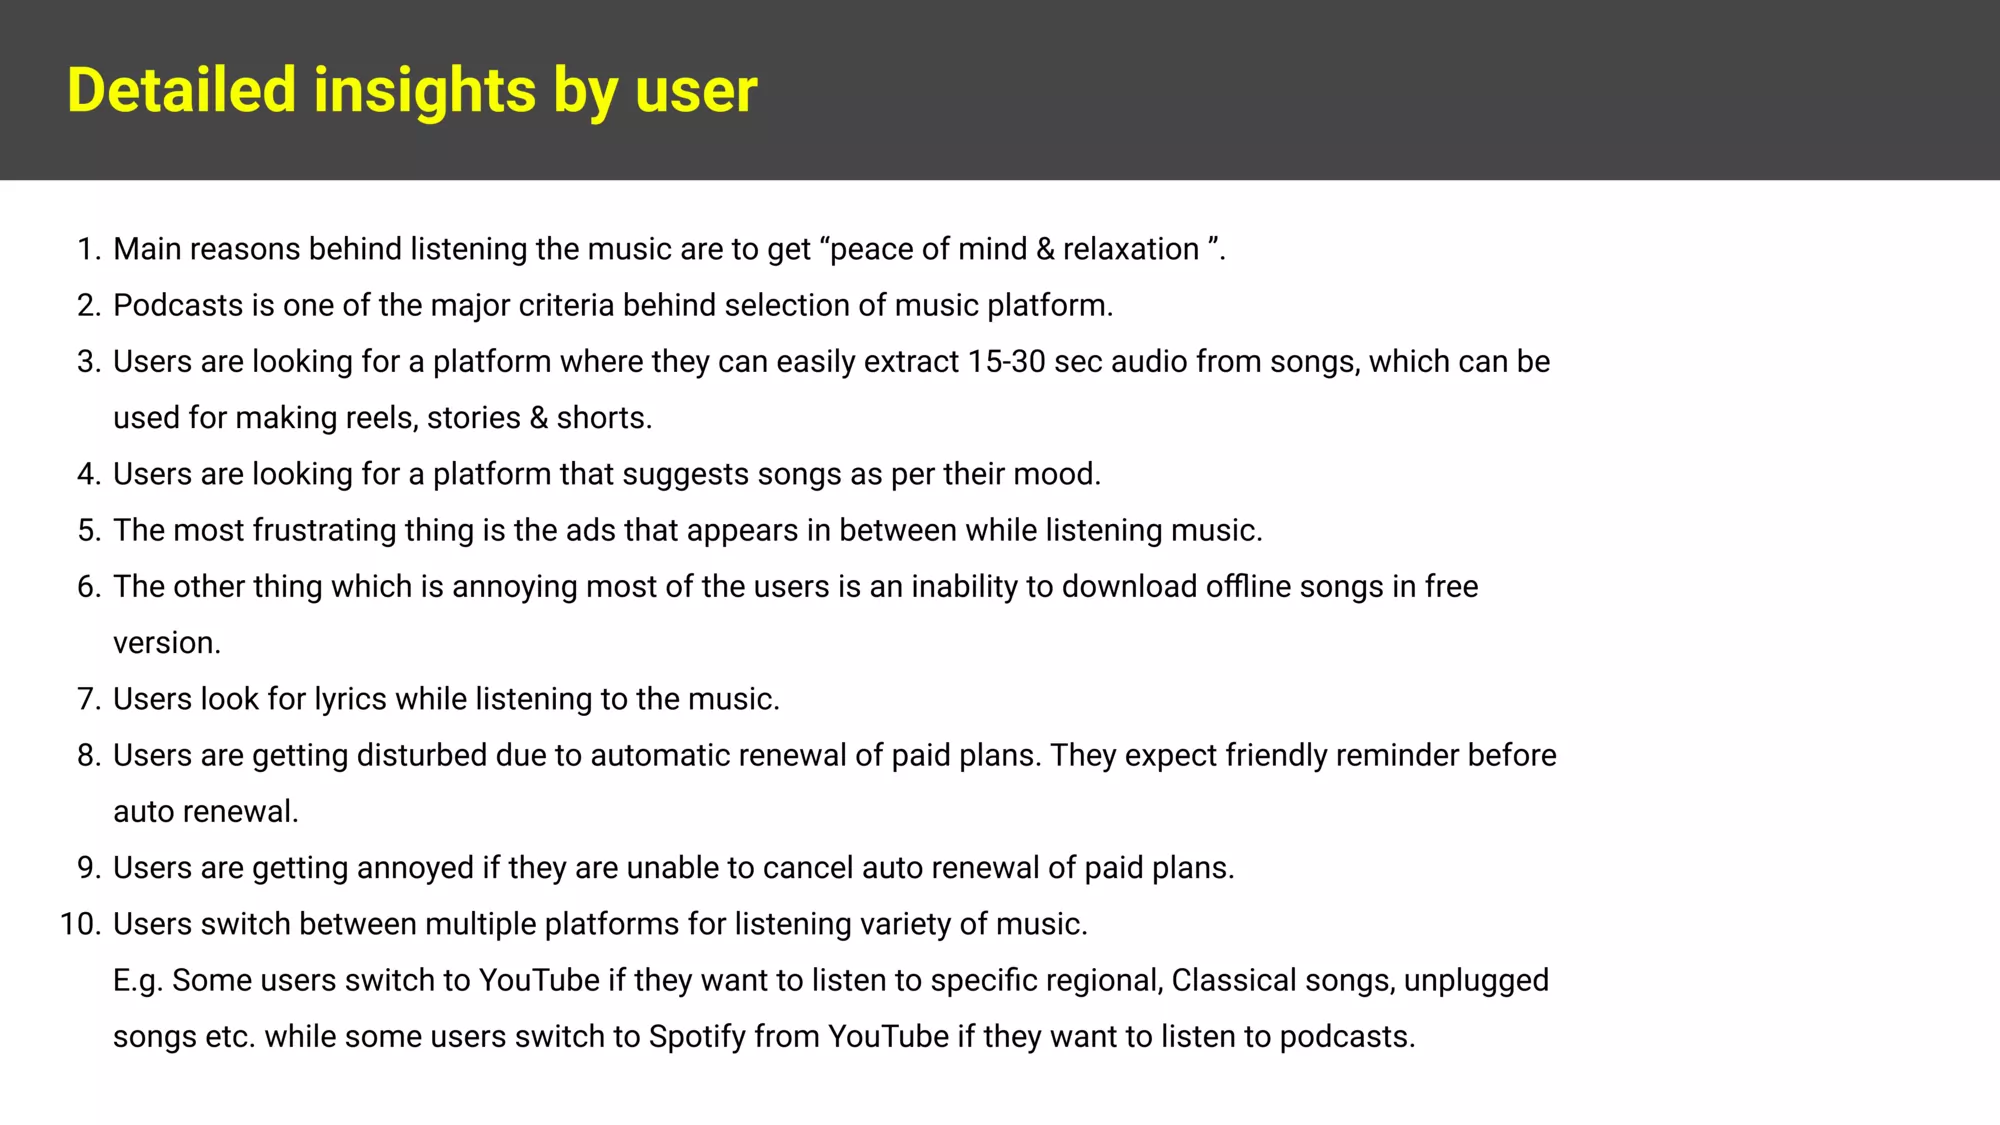 Detailed insights by user
1. Main reasons behind listening the music are to get “peace of mind & relaxation ”.
2. Podcasts is one of the major criteria behind selection of music platform.
3. Users are looking for a platform where they can easily extract 15-30 sec audio from songs, which can be
used for making reels, stories & shorts.
4. Users are looking for a platform that suggests songs as per their mood.
5. The most frustrating thing is the ads that appears in between while listening music.
6. The other thing which is annoying most of the users is an inability to download offline songs in free
version.
7. Users look for lyrics while listening to the music.
8. Users are getting disturbed due to automatic renewal of paid plans. They expect friendly reminder before
auto renewal.
9. Users are getting annoyed if they are unable to cancel auto renewal of paid plans.
10. Users switch between multiple platforms for listening variety of music.
E.g. Some users switch to YouTube if they want to listen to specific regional, Classical songs, unplugged
songs etc. while some users switch to Spotify from YouTube if they want to listen to podcasts.